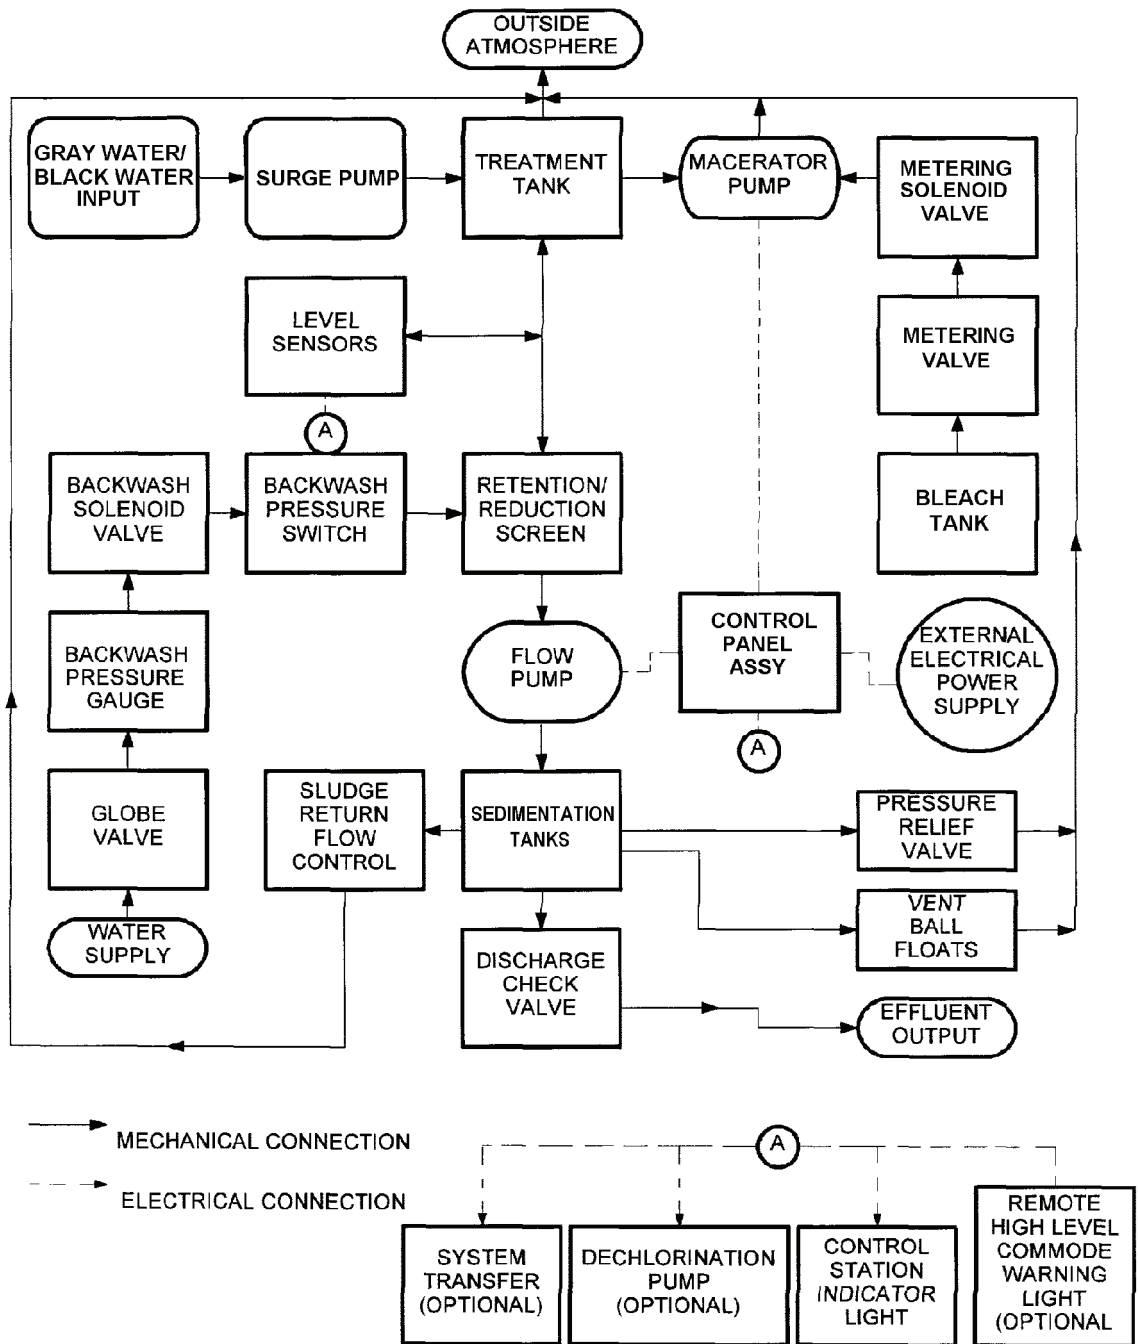 OUTSIDE
ATMOSPHERE
GRAY WATER/
BLACK WATER
INPUT
SURGE PUMP
TREATMENT
TANK
MACERATOR
PUMP
METERING
SOLENOID
VALVE
LEVEL
SENSORS
METERING
VALVE
A
BACKWASH
SOLENOID
VALVE
BACKWASH
PRESSURE
SWITCH
RETENTION/
REDUCTION
SCREEN
BLEACH
TANK
BACKWASH
PRESSURE
GAUGE
FLOW
PUMP
CONTROL
PANEL
ASSY
EXTERNAL
ELECTRICAL
POWER
SUPPLY
A
GLOBE
VALVE
SLUDGE
RETURN
FLOW
CONTROL
SEDIMENTATION
TANKS
PRESSURE
RELIEF
VALVE
VENT
BALL
FLOATS
WATER
SUPPLY
DISCHARGE
CHECK
VALVE
EFFLUENT
OUTPUT
MECHANICAL CONNECTION
ELECTRICAL CONNECTION
A
SYSTEM
TRANSFER
(OPTIONAL)
DECHLORINATION
PUMP
(OPTIONAL)
CONTROL
STATION
INDICATOR
LIGHT
REMOTE
HIGH LEVEL
COMMODE
WARNING
LIGHT
(OPTIONAL